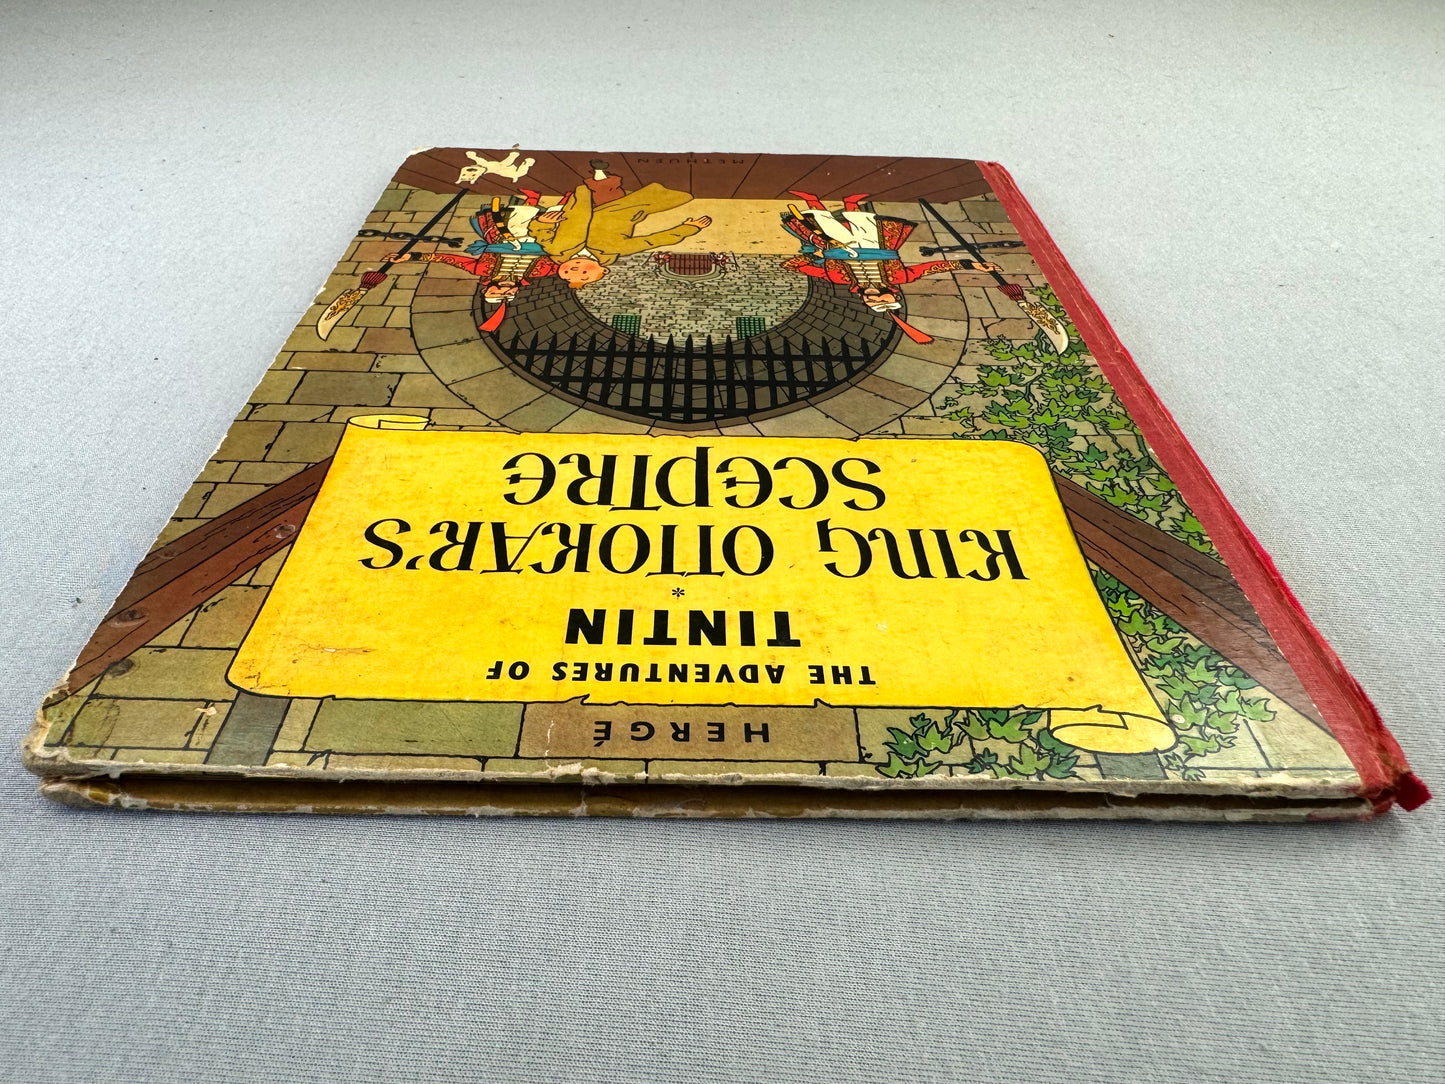 HERGÉ
THE ADVENTURES OF
TINTIN
*
KING OTTOKAR'S
SCEPTRE
METHUEN